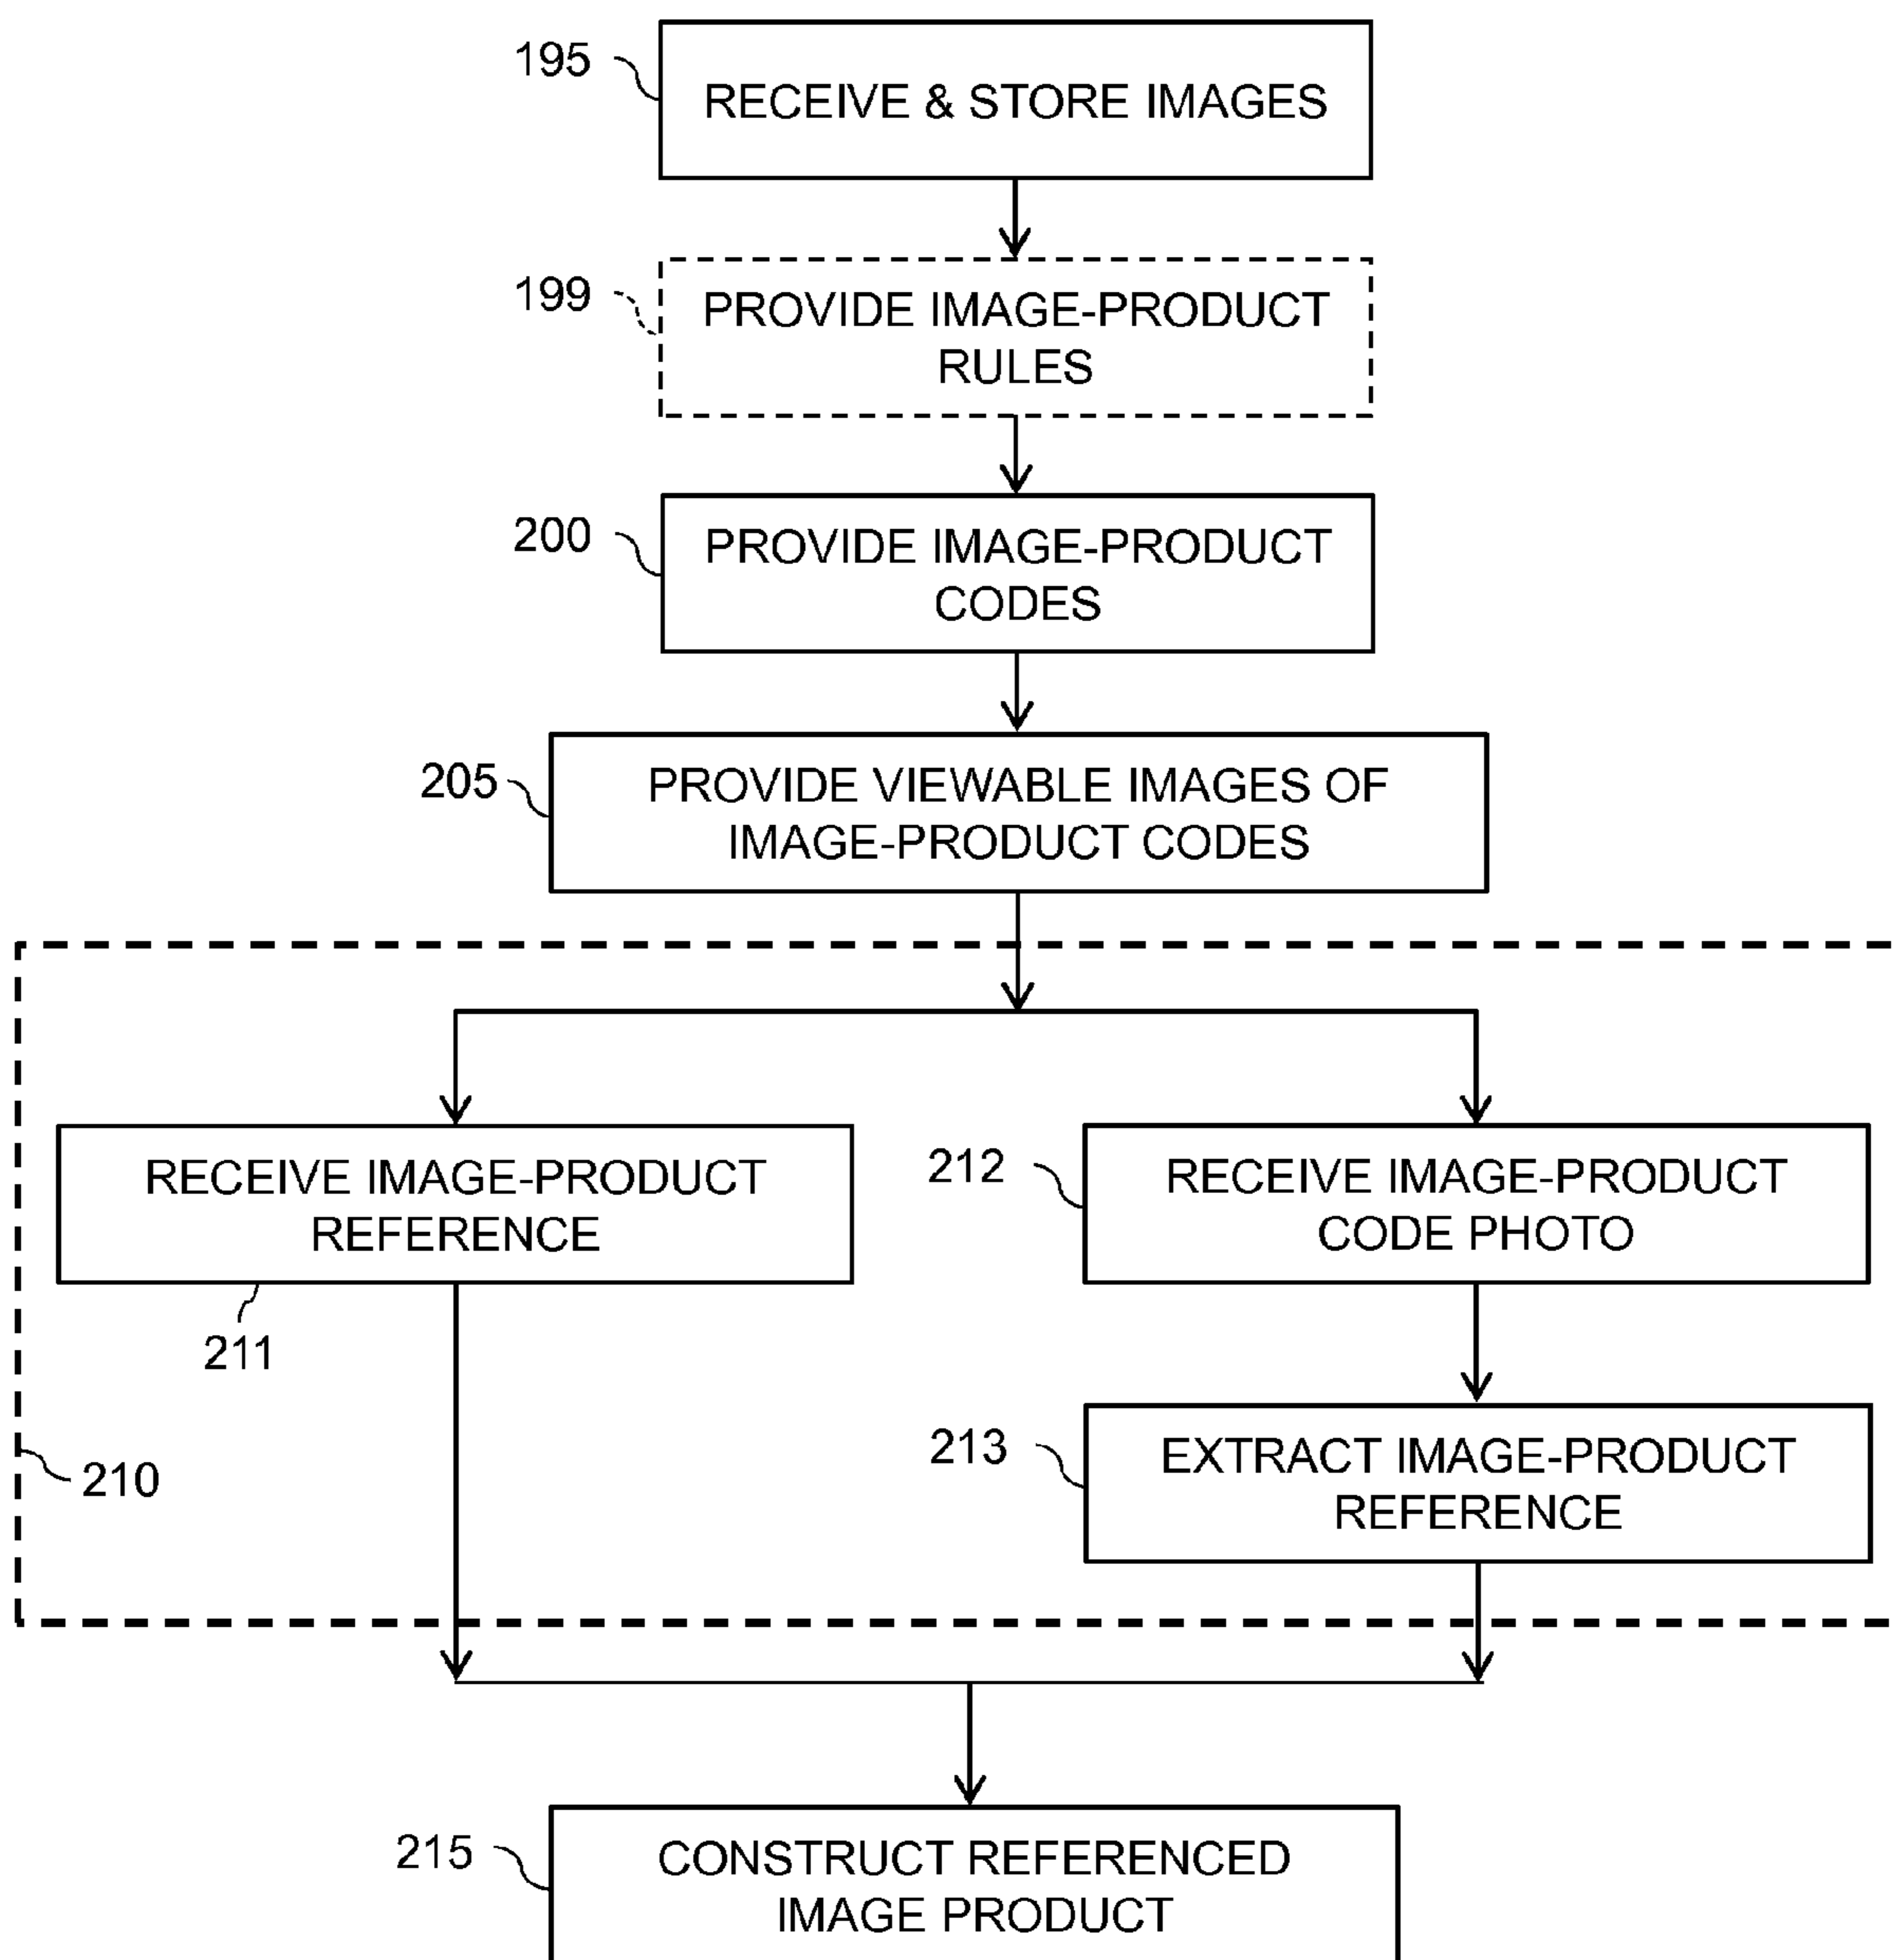 195
RECEIVE & STORE IMAGES
199
PROVIDE IMAGE-PRODUCT
RULES
200
PROVIDE IMAGE-PRODUCT
CODES
205
PROVIDE VIEWABLE IMAGES OF
IMAGE-PRODUCT CODES
RECEIVE IMAGE-PRODUCT
REFERENCE
211
212
RECEIVE IMAGE-PRODUCT
CODE PHOTO
213
EXTRACT IMAGE-PRODUCT
REFERENCE
210
215
CONSTRUCT REFERENCED
IMAGE PRODUCT